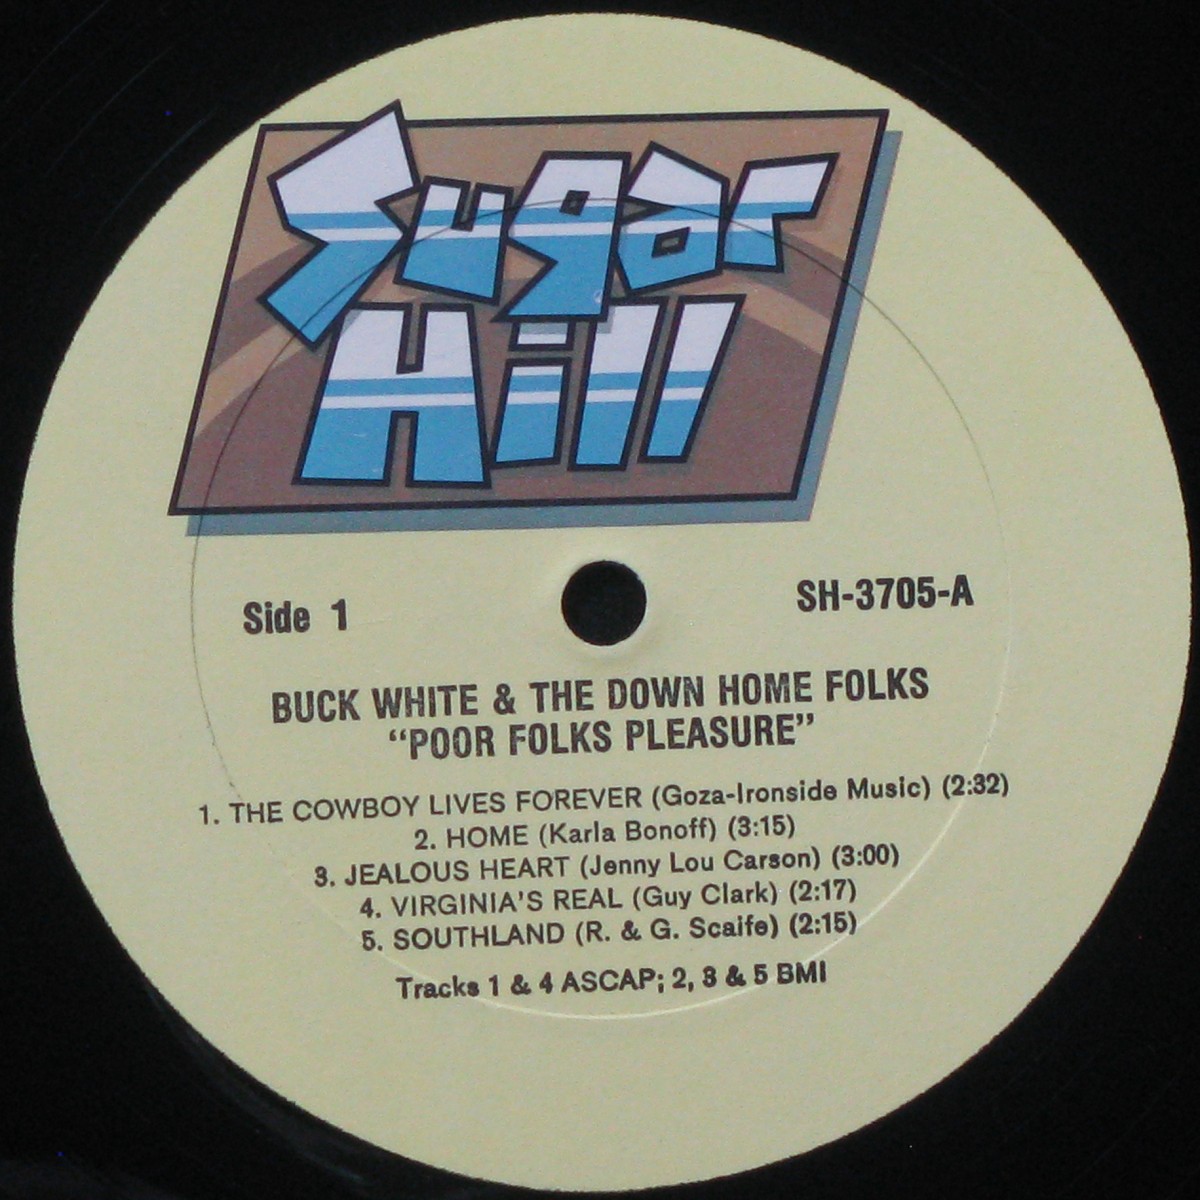 Sugar
Hill
Side 1
SH-3705-A
BUCK WHITE & THE DOWN HOME FOLKS
“POOR FOLKS PLEASURE”
1. THE COWBOY LIVES FOREVER (Goza-Ironside Music) (2:32)
2. HOME (Karla Bonoff) (3:15)
3. JEALOUS HEART (Jenny Lou Carson) (3:00)
4. VIRGINIA'S REAL (Guy Clark) (2:17)
5. SOUTHLAND (R. & G. Scaife) (2:15)
Tracks 1 & 4 ASCAP; 2, 3 & 5 BMI